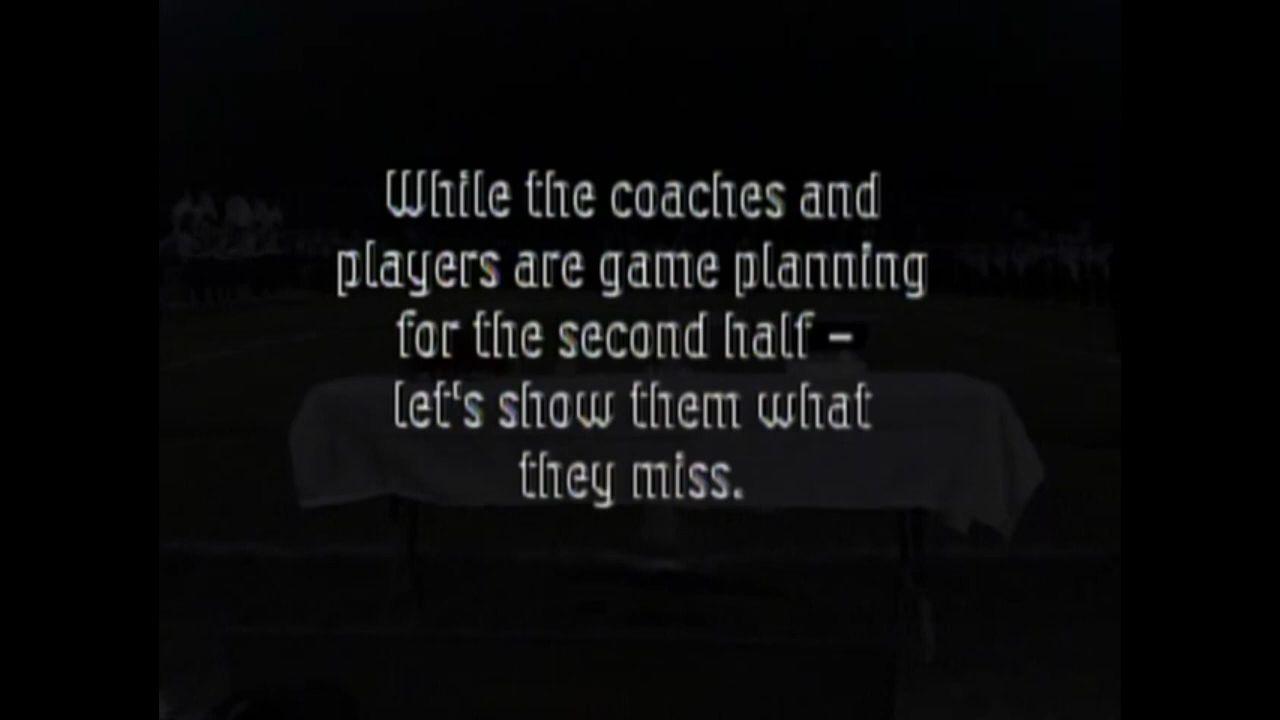 While the coaches and
players are game planning
for the second half -
let's show them what
they miss.